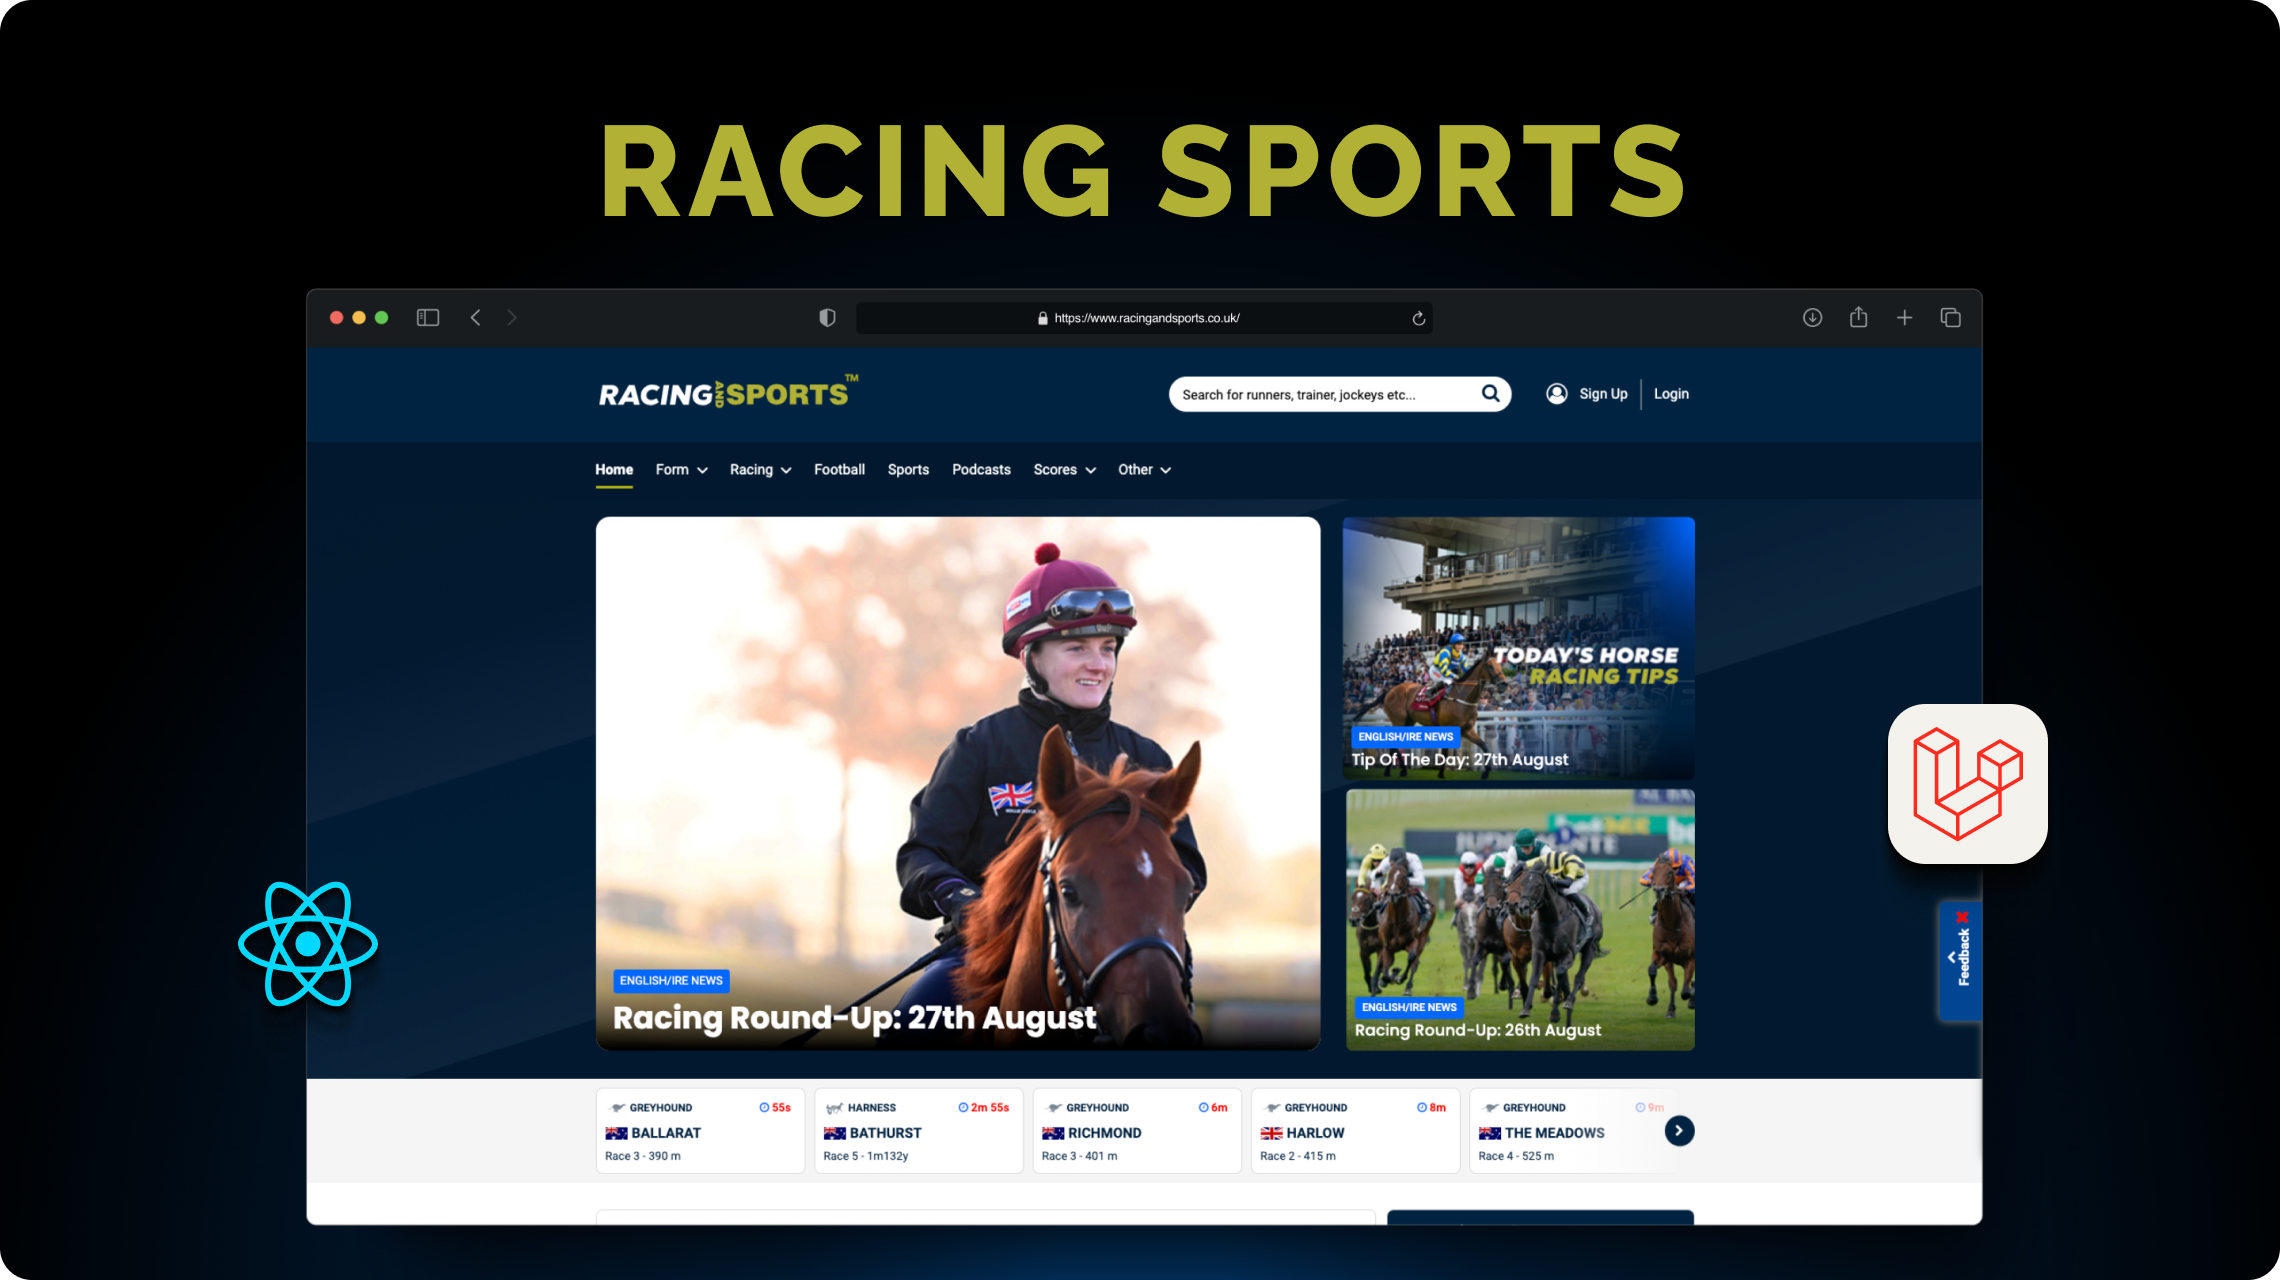 RACING SPORTS
https://www.racingandsports.co.uk/
RACING AND SPORTS™
Search for runners, trainer, jockeys etc...
Sign Up
Login
Home
Form
Racing
Football
Sports
Podcasts
Scores
Other
TODAY'S HORSE
RACING TIPS
ENGLISH/IRE NEWS
Tip Of The Day: 27th August
ENGLISH/IRE NEWS
Racing Round-Up: 27th August
ENGLISH/IRE NEWS
Racing Round-Up: 26th August
Feedback
GREYHOUND 55s
BALLARAT
Race 3 - 390 m
HARNESS 2m 55s
BATHURST
Race 5 - 1m132y
GREYHOUND 6m
RICHMOND
Race 3 - 401 m
GREYHOUND 8m
HARLOW
Race 2 - 415 m
GREYHOUND 9m
THE MEADOWS
Race 4 - 525 m